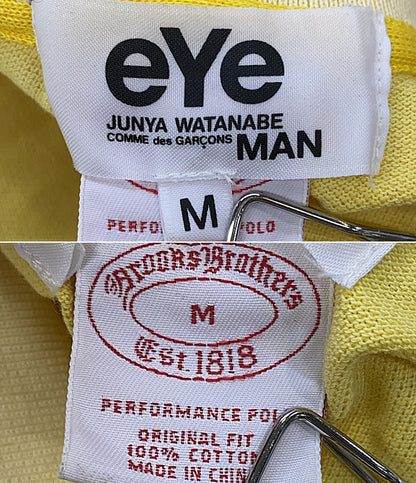 eYe
JUNYA WATANABE
COMME des GARÇONS MAN
M
PERFORMANCE POLO
Brooks Brothers
M
Est. 1818
PERFORMANCE POLO
ORIGINAL FIT
100% COTTON
MADE IN CHINA